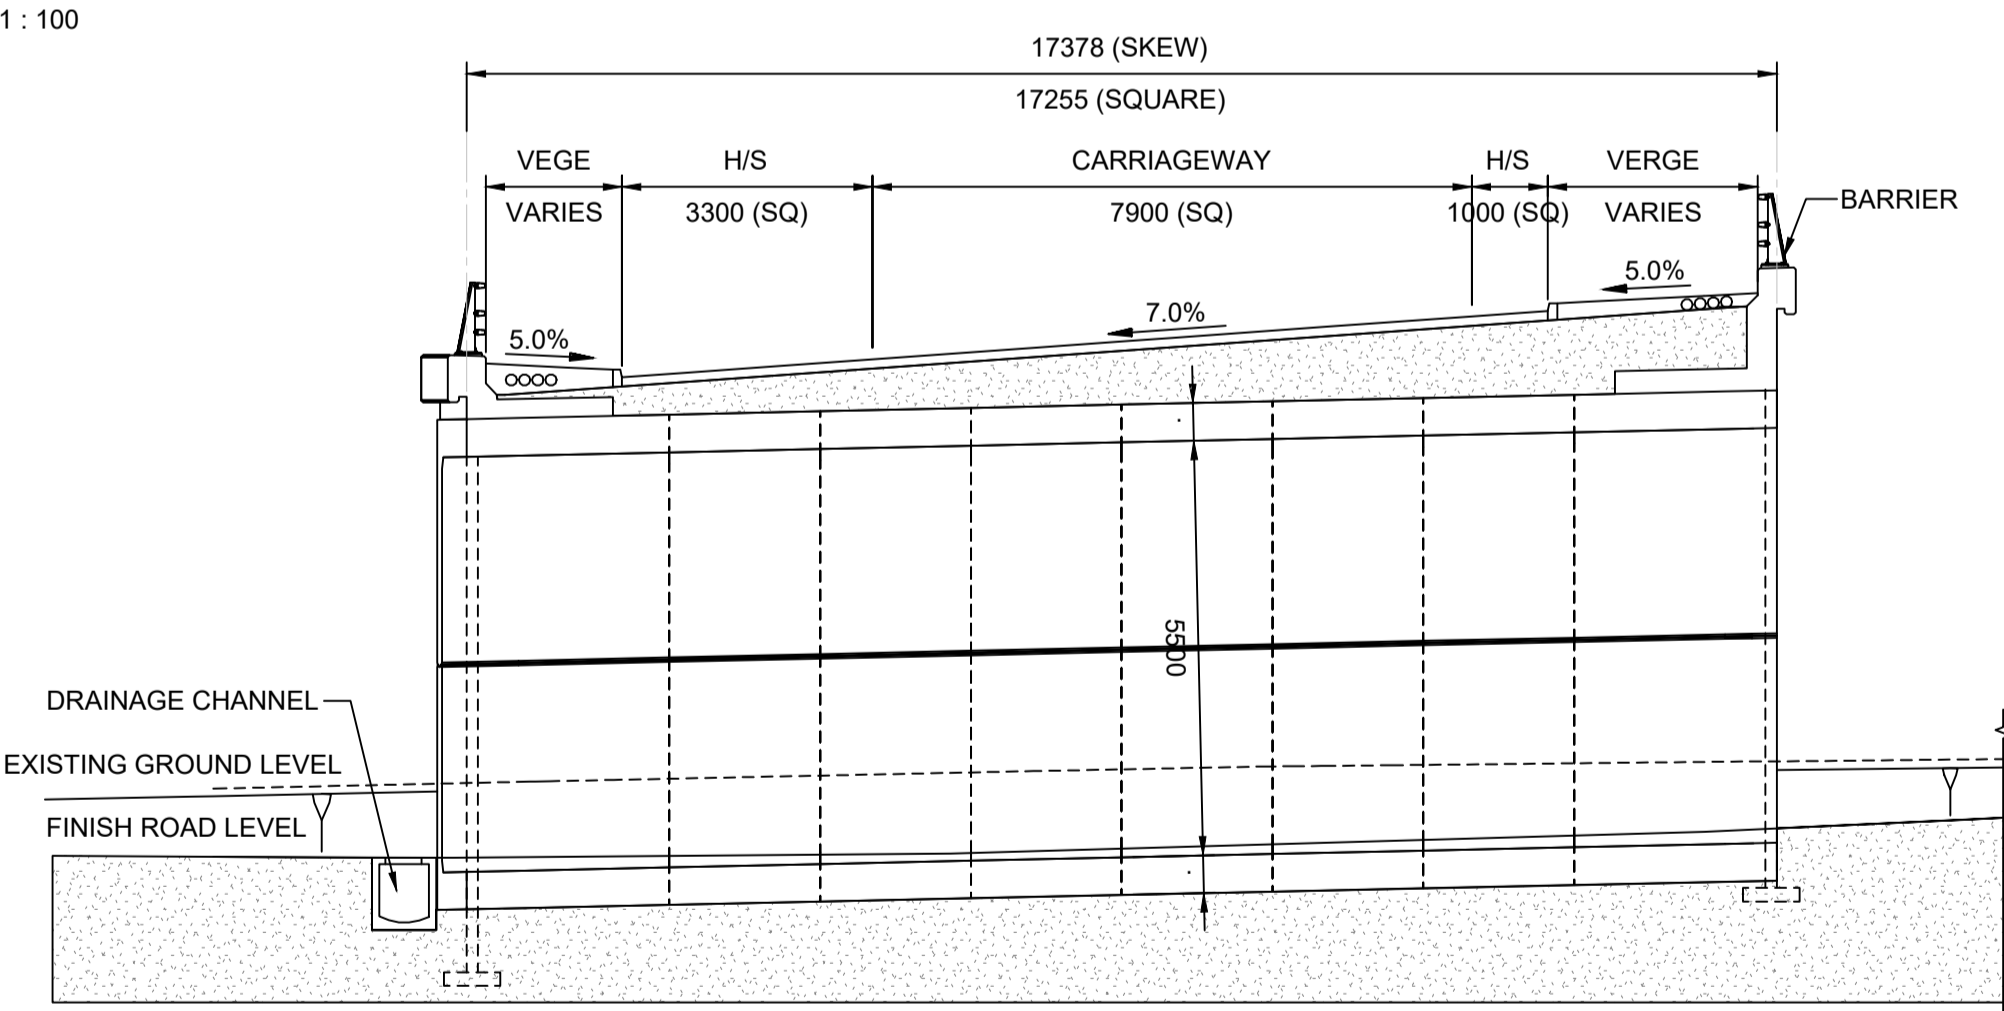 1 : 100
17378 (SKEW)
17255 (SQUARE)
VEGE
H/S
CARRIAGEWAY
H/S
VERGE
VARIES
3300 (SQ)
7900 (SQ)
1000 (SQ)
VARIES
BARRIER
5.0%
7.0%
5.0%
5500
DRAINAGE CHANNEL
EXISTING GROUND LEVEL
FINISH ROAD LEVEL